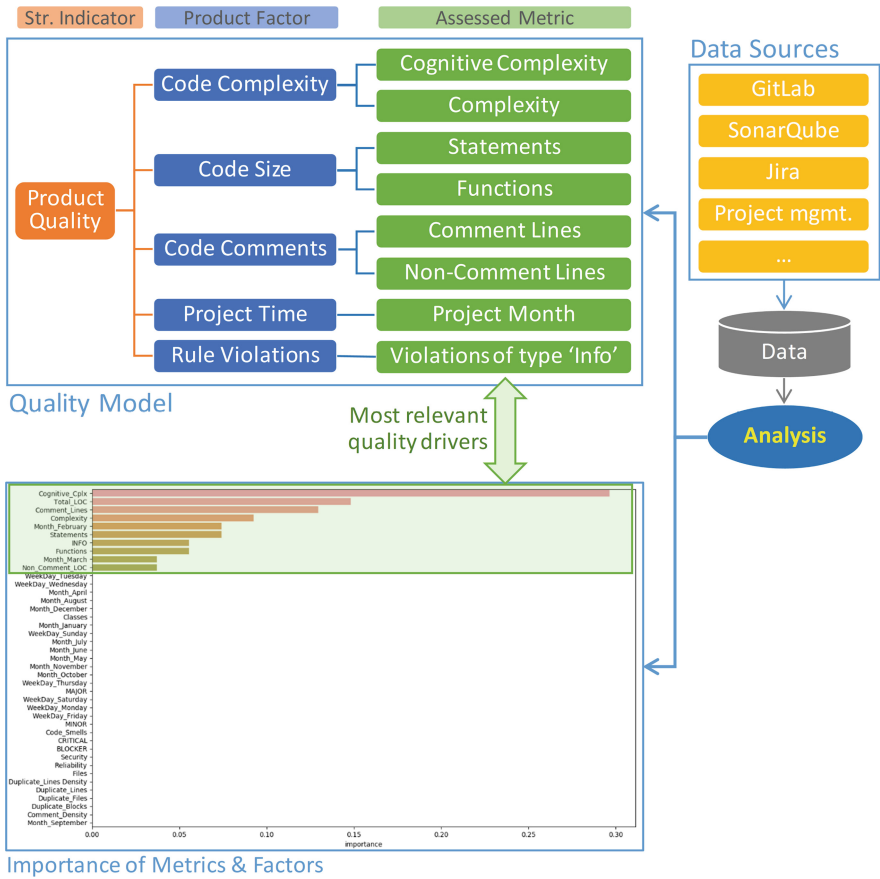 Str. Indicator
Product Factor
Assessed Metric
Product
Quality
Code Complexity
Code Size
Code Comments
Project Time
Rule Violations
Cognitive Complexity
Complexity
Statements
Functions
Comment Lines
Non-Comment Lines
Project Month
Violations of type ‘Info’
Quality Model
Data Sources
GitLab
SonarQube
Jira
Project mgmt.
...
Data
Analysis
Most relevant
quality drivers
Cognitive_Cplx
Total_LOC
Comment_Lines
Complexity
Month_February
Statements
INFO
Functions
Month_March
Non_Comment_LOC
WeekDay_Tuesday
WeekDay_Wednesday
Month_April
Month_August
Month_December
Classes
Month_January
WeekDay_Sunday
Month_July
Month_June
Month_May
Month_November
Month_October
WeekDay_Thursday
MAJOR
WeekDay_Saturday
WeekDay_Monday
WeekDay_Friday
MINOR
Code_Smells
CRITICAL
BLOCKER
Security
Reliability
Files
Duplicate_Lines Density
Duplicate_Lines
Duplicate_Files
Duplicate_Blocks
Comment_Density
Month_September
0.00 0.05 0.10 0.15 0.20 0.25 0.30
importance
Importance of Metrics & Factors